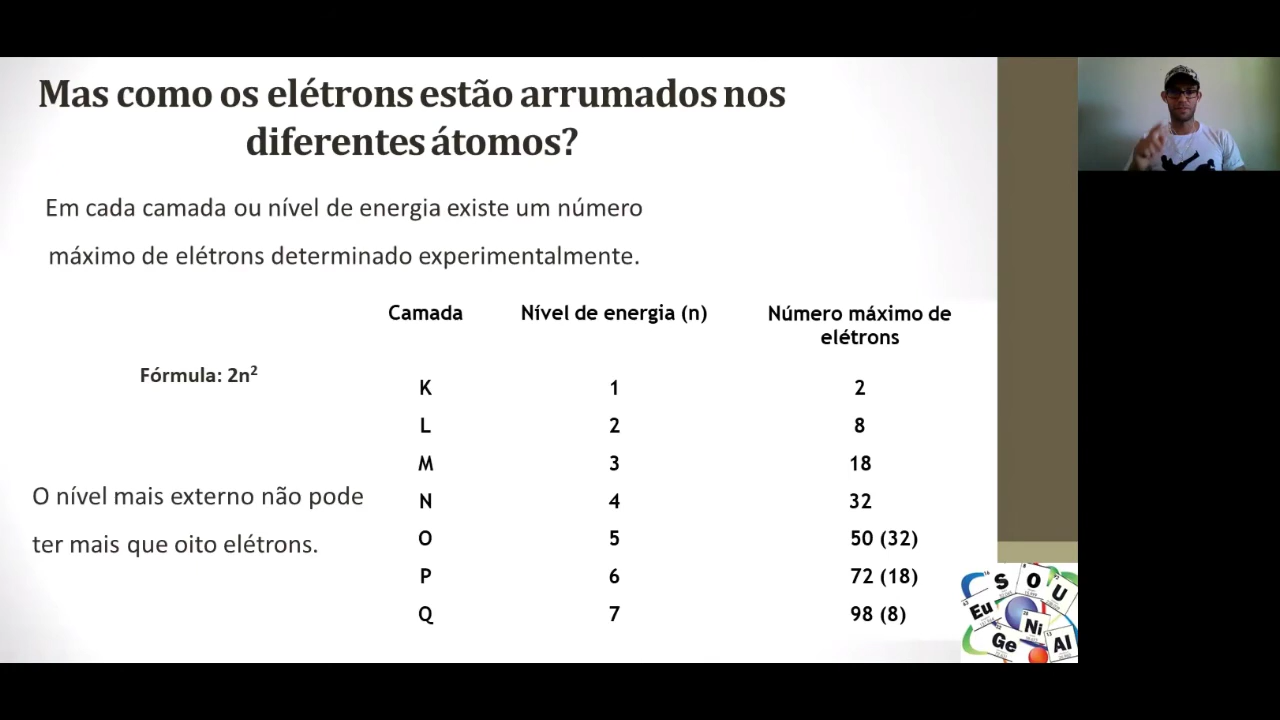 Mas como os elétrons estão arrumados nos
diferentes átomos?
Em cada camada ou nível de energia existe um número
máximo de elétrons determinado experimentalmente.
Camada Nível de energia (n) Número máximo de
elétrons
Fórmula: 2n²
K 1 2
L 2 8
M 3 18
N 4 32
O nível mais externo não pode
ter mais que oito elétrons.
O 5 50 (32)
P 6 72 (18)
Q 7 98 (8)
S O U
Eu
Ni
Ge Al